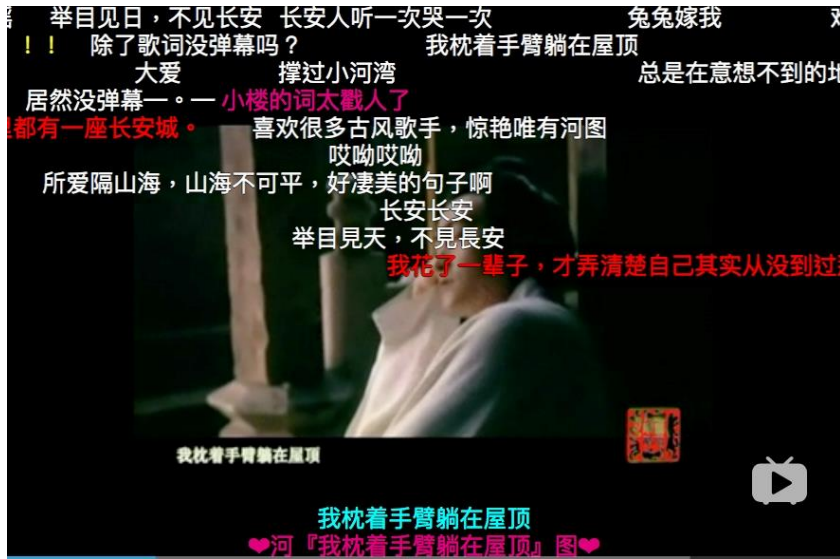 举目见日，不见长安 长安人听一次哭一次 兔兔嫁我
！！ 除了歌词没弹幕吗？ 我枕着手臂躺在屋顶
大爱 撑过小河湾 总是在意想不到的地
居然没弹幕一。一 小楼的词太戳人了
都有一座长安城。 喜欢很多古风歌手，惊艳唯有河图
哎呦哎呦
所爱隔山海，山海不可平，好凄美的句子啊
长安长安
举目見天，不見長安
我花了一辈子，才弄清楚自己其实从没到过
我枕着手臂躺在屋顶
我枕着手臂躺在屋顶
❤河『我枕着手臂躺在屋顶』图❤